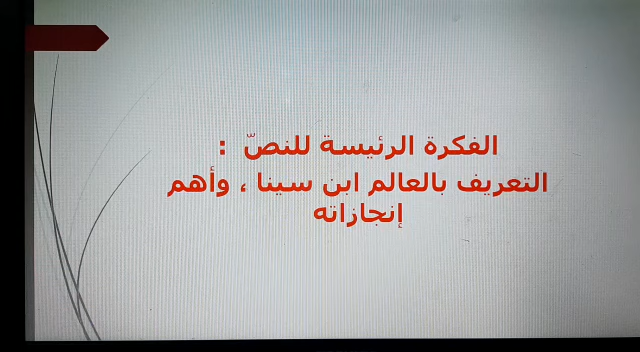 الفكرة الرئيسة للنصّ :
التعريف بالعالم ابن سينا ، وأهم
إنجازاته